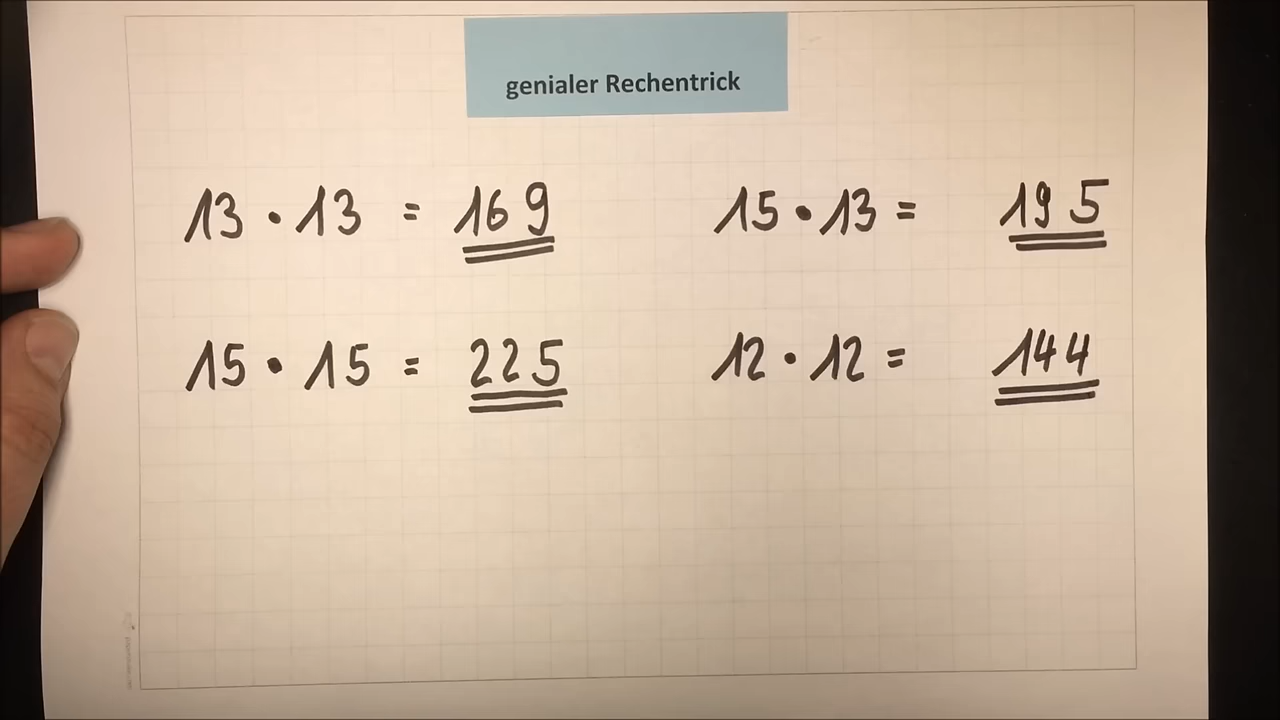 genialer Rechentrick
13 · 13 = 169
15 · 13 = 195
15 · 15 = 225
12 · 12 = 144